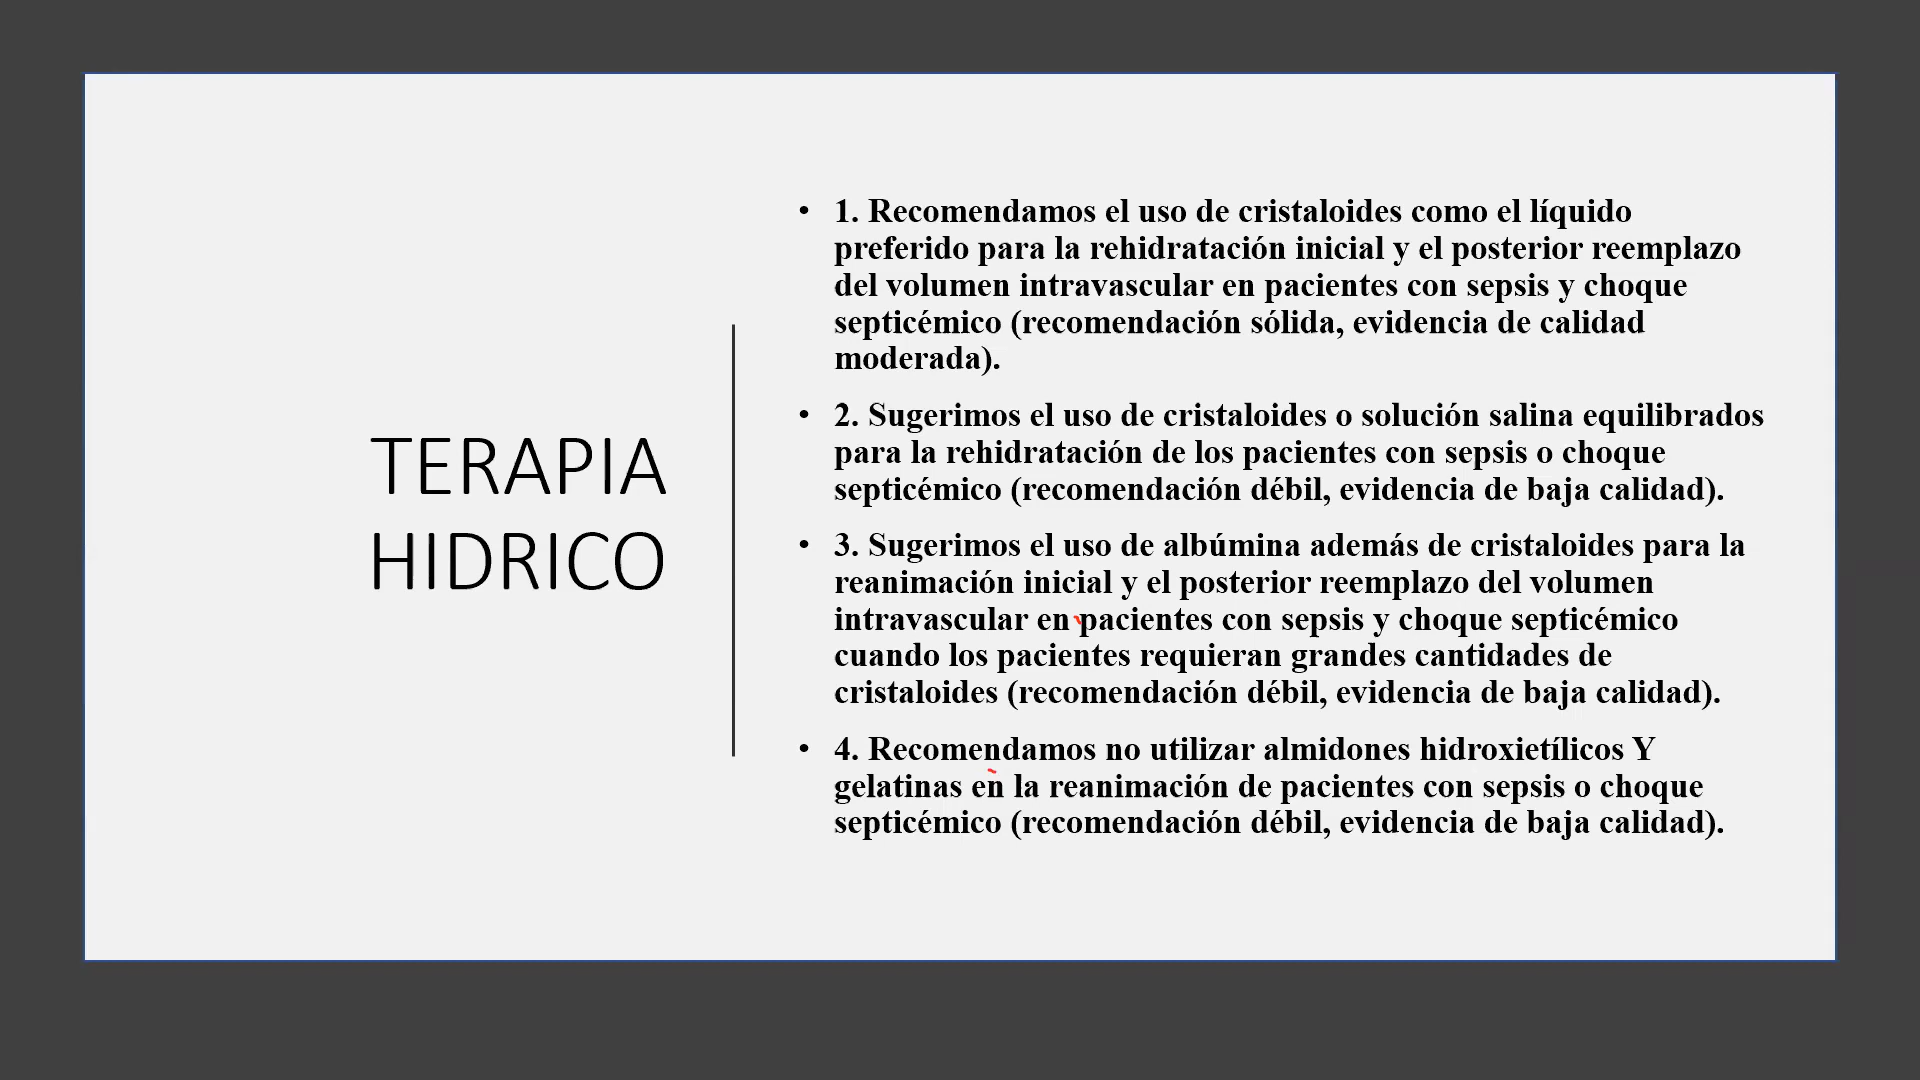 TERAPIA
HIDRICO
• 1. Recomendamos el uso de cristaloides como el líquido
preferido para la rehidratación inicial y el posterior reemplazo
del volumen intravascular en pacientes con sepsis y choque
septicémico (recomendación sólida, evidencia de calidad
moderada).
• 2. Sugerimos el uso de cristaloides o solución salina equilibrados
para la rehidratación de los pacientes con sepsis o choque
septicémico (recomendación débil, evidencia de baja calidad).
• 3. Sugerimos el uso de albúmina además de cristaloides para la
reanimación inicial y el posterior reemplazo del volumen
intravascular en pacientes con sepsis y choque septicémico
cuando los pacientes requieran grandes cantidades de
cristaloides (recomendación débil, evidencia de baja calidad).
• 4. Recomendamos no utilizar almidones hidroxietílicos Y
gelatinas en la reanimación de pacientes con sepsis o choque
septicémico (recomendación débil, evidencia de baja calidad).